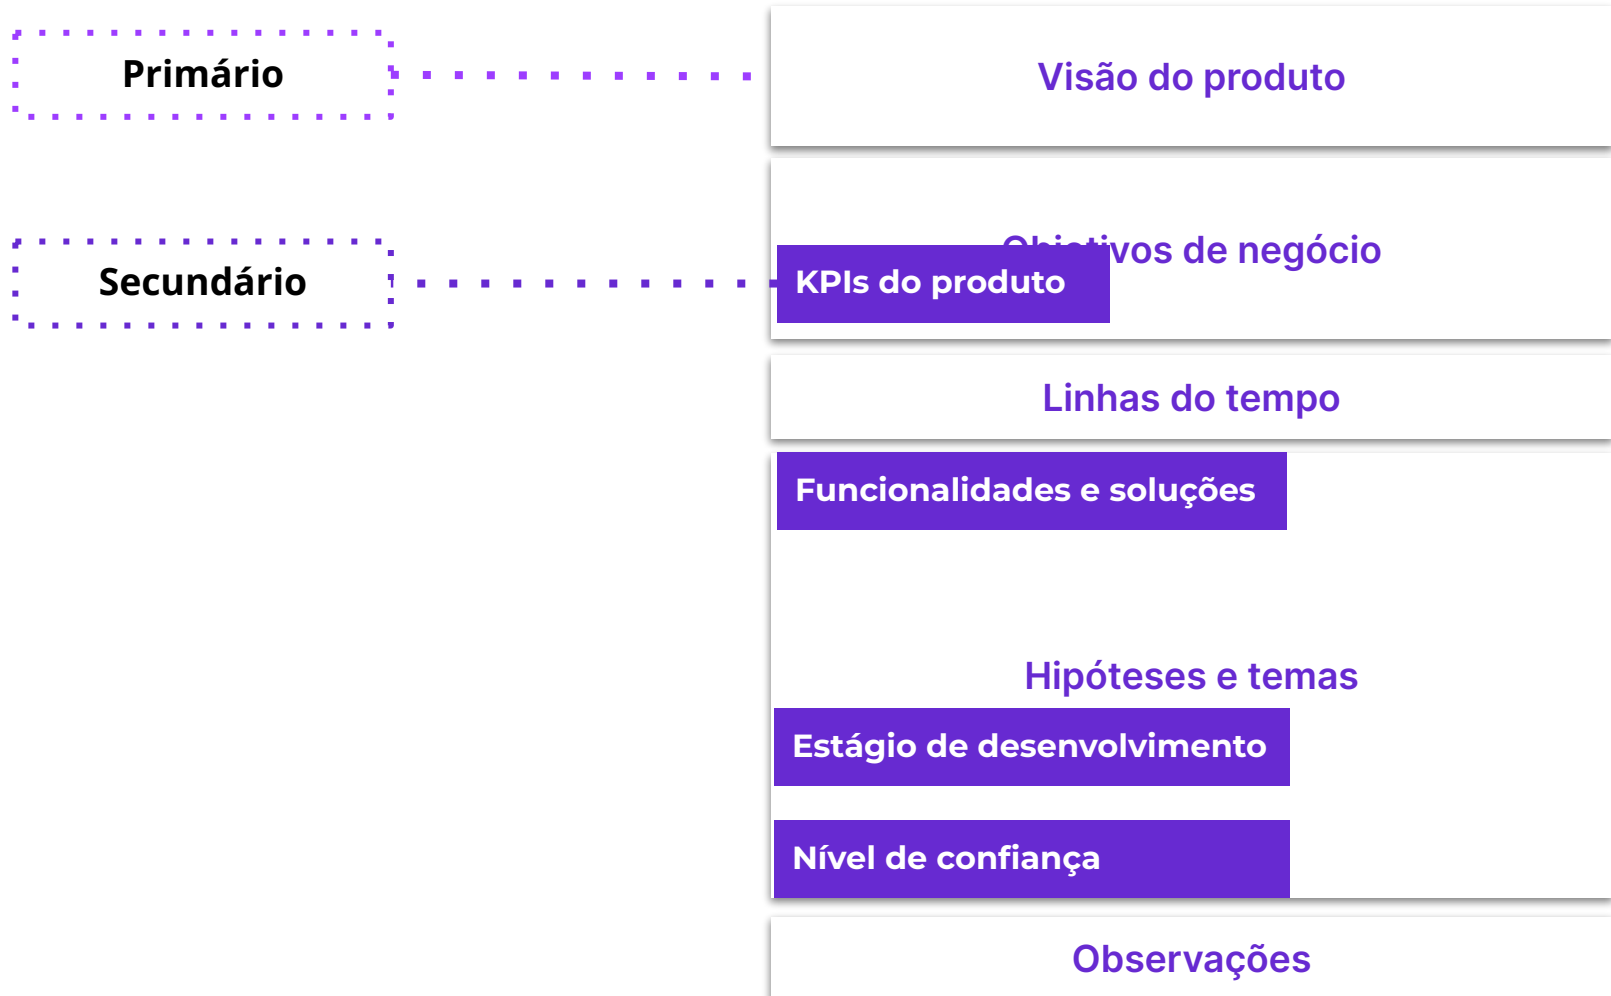 Primário
Visão do produto
Objetivos de negócio
Secundário
KPIs do produto
Linhas do tempo
Funcionalidades e soluções
Hipóteses e temas
Estágio de desenvolvimento
Nível de confiança
Observações